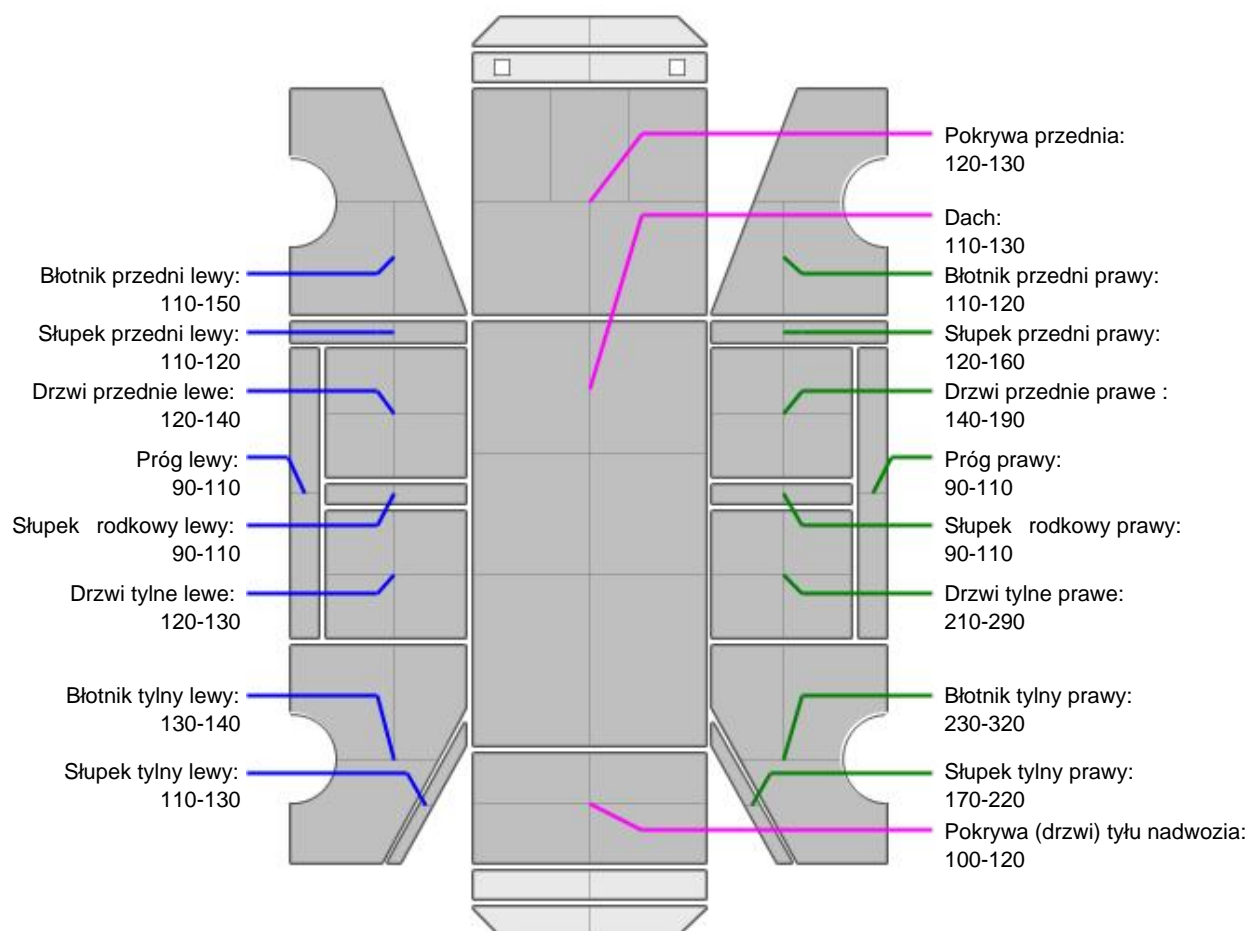 Pokrywa przednia:
120-130
Dach:
110-130
Błotnik przedni lewy:
110-150
Słupek przedni lewy:
110-120
Drzwi przednie lewe:
120-140
Próg lewy:
90-110
Słupek rodkowy lewy:
90-110
Drzwi tylne lewe:
120-130
Błotnik tylny lewy:
130-140
Słupek tylny lewy:
110-130
Błotnik przedni prawy:
110-120
Słupek przedni prawy:
120-160
Drzwi przednie prawe :
140-190
Próg prawy:
90-110
Słupek rodkowy prawy:
90-110
Drzwi tylne prawe:
210-290
Błotnik tylny prawy:
230-320
Słupek tylny prawy:
170-220
Pokrywa (drzwi) tyłu nadwozia:
100-120